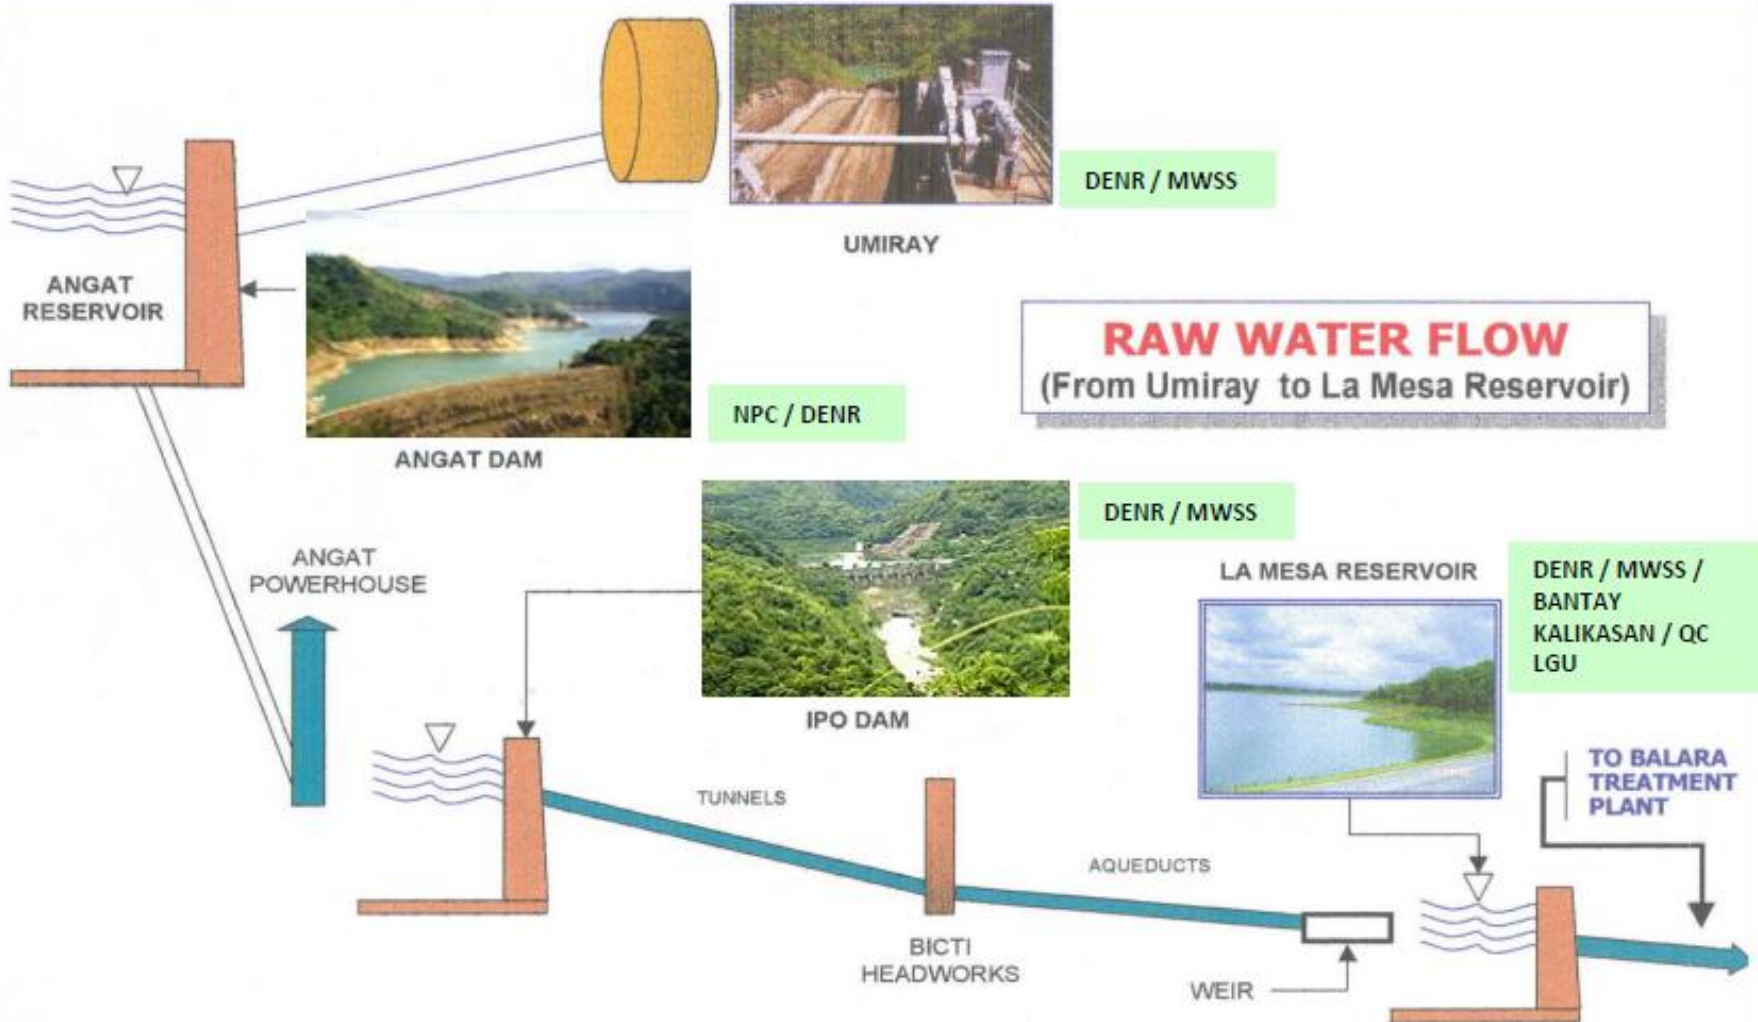 DENR / MWSS
UMIRAY
ANGAT
RESERVOIR
RAW WATER FLOW
(From Umiray to La Mesa Reservoir)
NPC / DENR
ANGAT DAM
DENR / MWSS
ANGAT
POWERHOUSE
LA MESA RESERVOIR
DENR / MWSS /
BANTAY
KALIKASAN / QC
LGU
IPO DAM
TO BALARA
TREATMENT
PLANT
TUNNELS
AQUEDUCTS
BICTI
HEADWORKS
WEIR